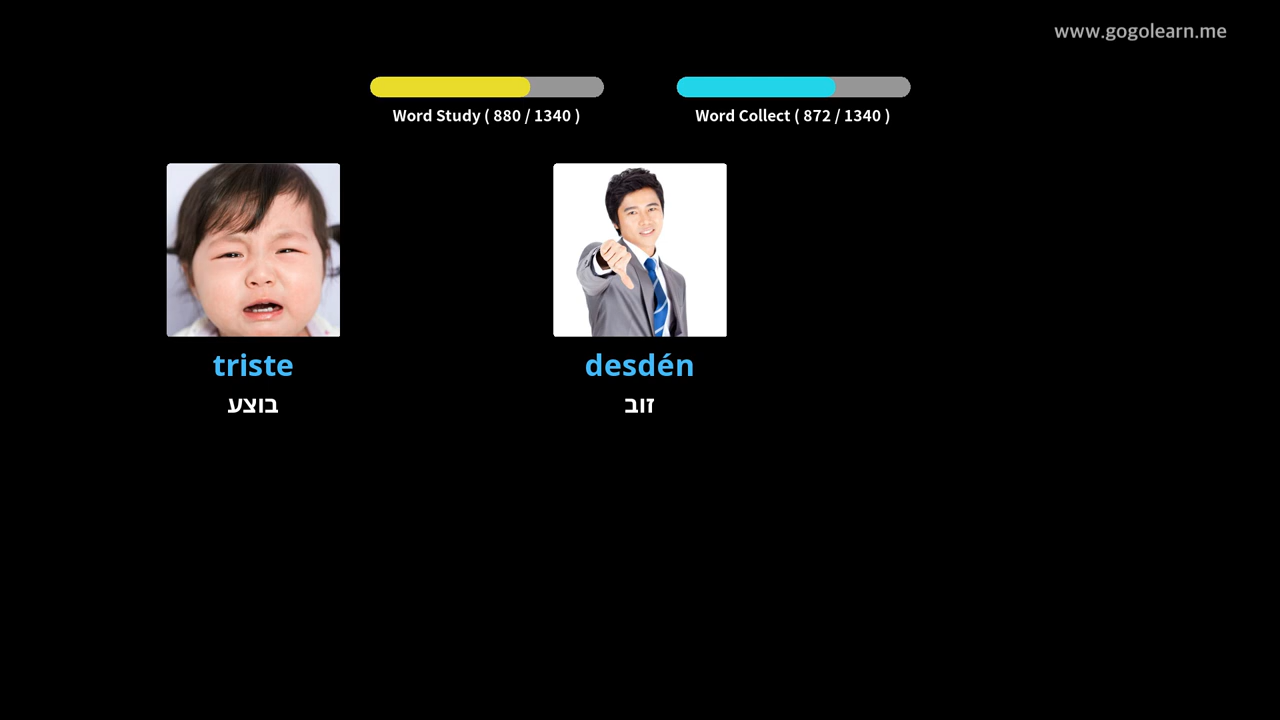 www.gogolearn.me
Word Study ( 880 / 1340 )
Word Collect ( 872 / 1340 )
triste
בוצע
desdén
זוב